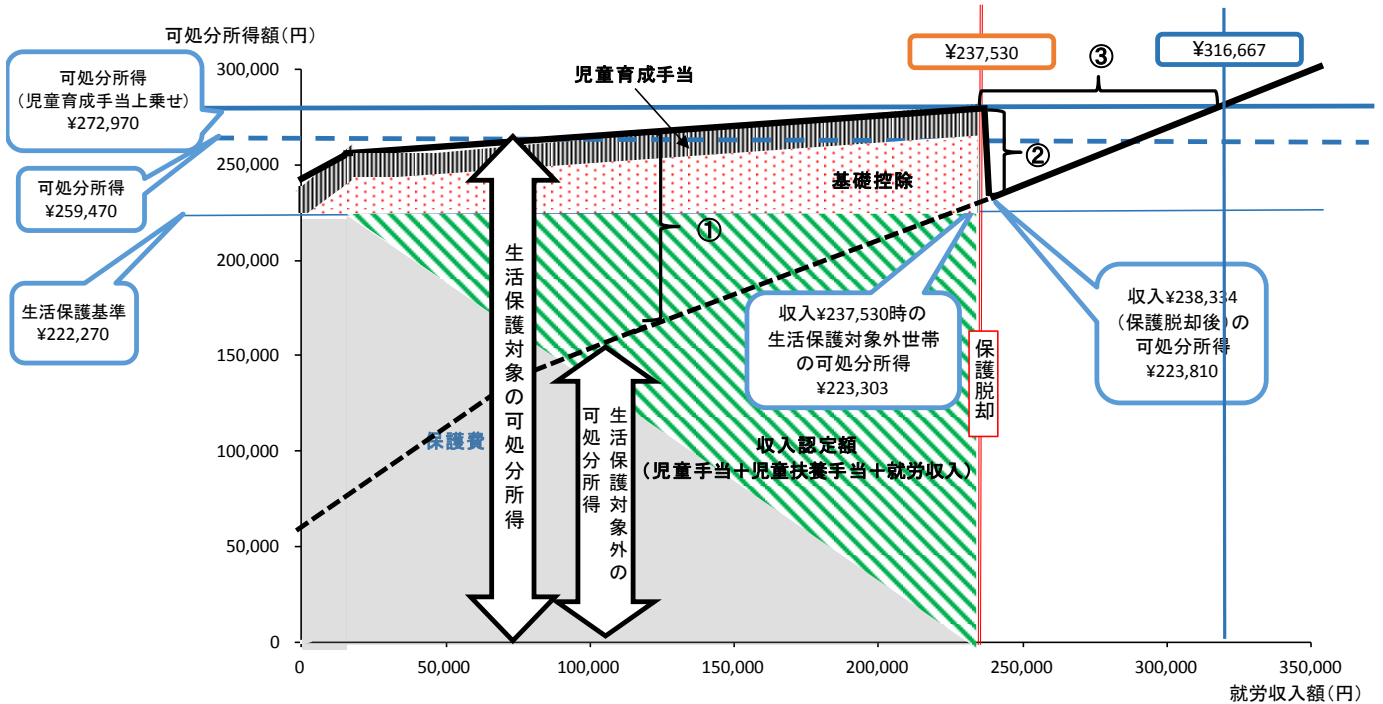 可処分所得額(円)
可処分所得
(児童育成手当上乗せ)
¥272,970
可処分所得
¥259,470
生活保護基準
¥222,270
300,000
250,000
200,000
150,000
100,000
50,000
0
児童育成手当
¥237,530
③
¥316,667
②
基礎控除
①
生活保護対象の可処分所得
生活保護対象外の
可処分所得
保護費
収入¥237,530時の
生活保護対象外世帯
の可処分所得
¥223,303
保護脱却
収入¥238,334
(保護脱却後)の
可処分所得
¥223,810
収入認定額
(児童手当+児童扶養手当+就労収入)
0
50,000
100,000
150,000
200,000
250,000
300,000
350,000
就労収入額(円)